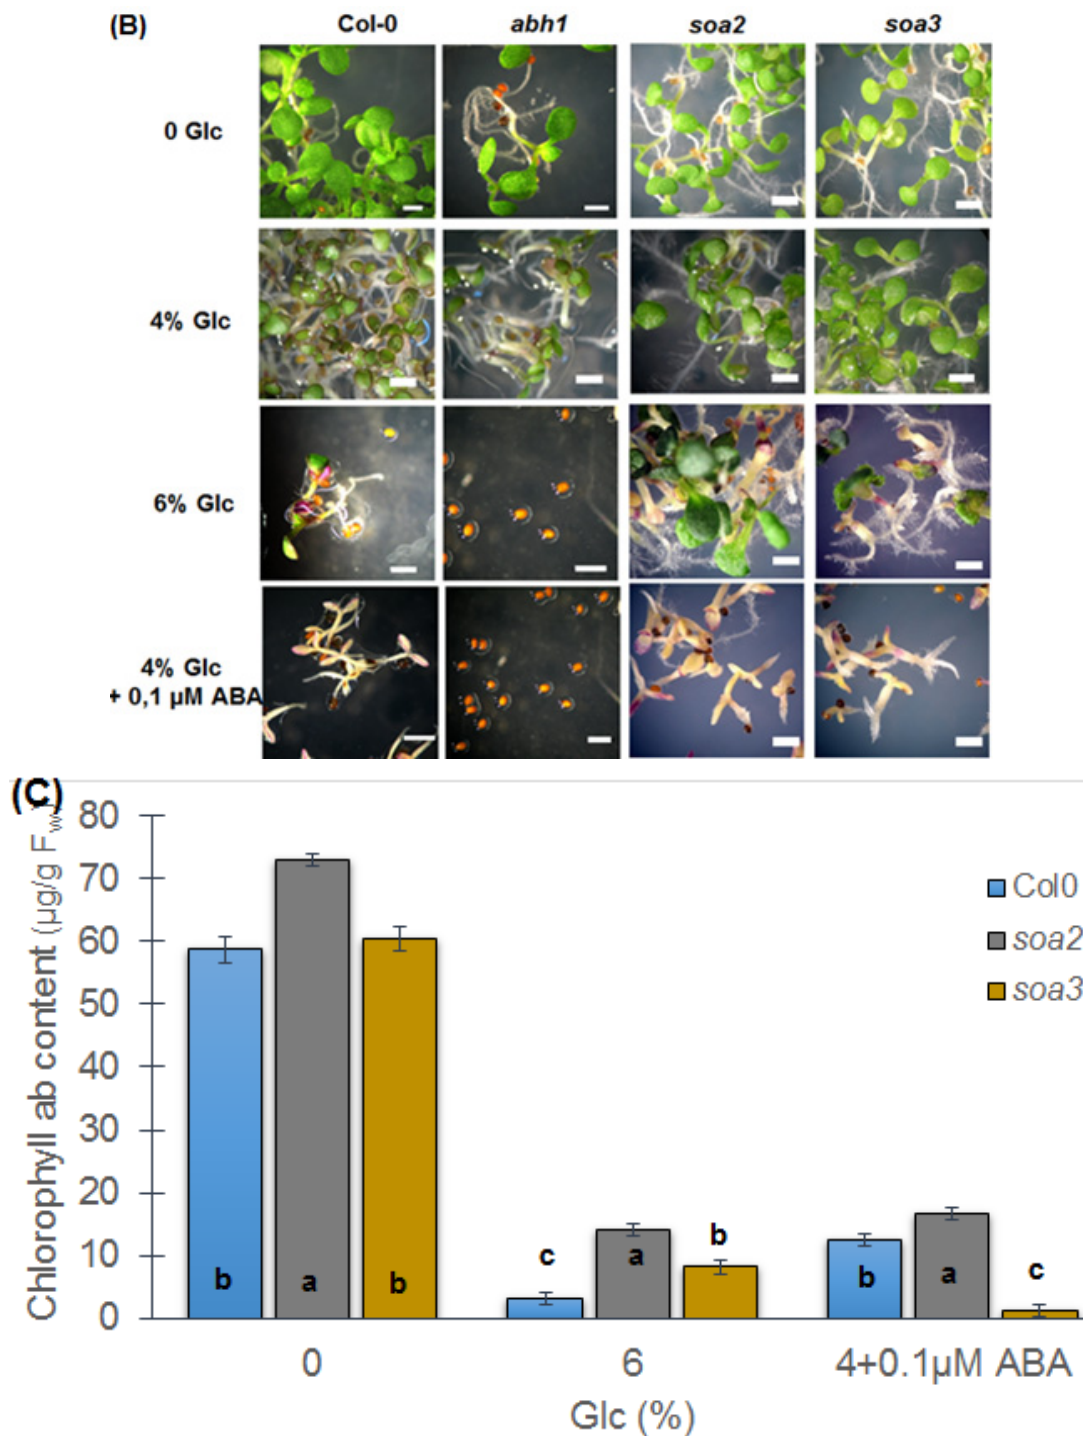 (B)
Col-0 abh1 soa2 soa3
0 Glc
4% Glc
6% Glc
4% Glc
+ 0,1 µM ABA
(C)
Chlorophyll ab content (µg/g Fw)
80
70
60
50
40
30
20
10
0
Col0
soa2
soa3
b a b
c a b
b a c
0 6 4+0.1µM ABA
Glc (%)